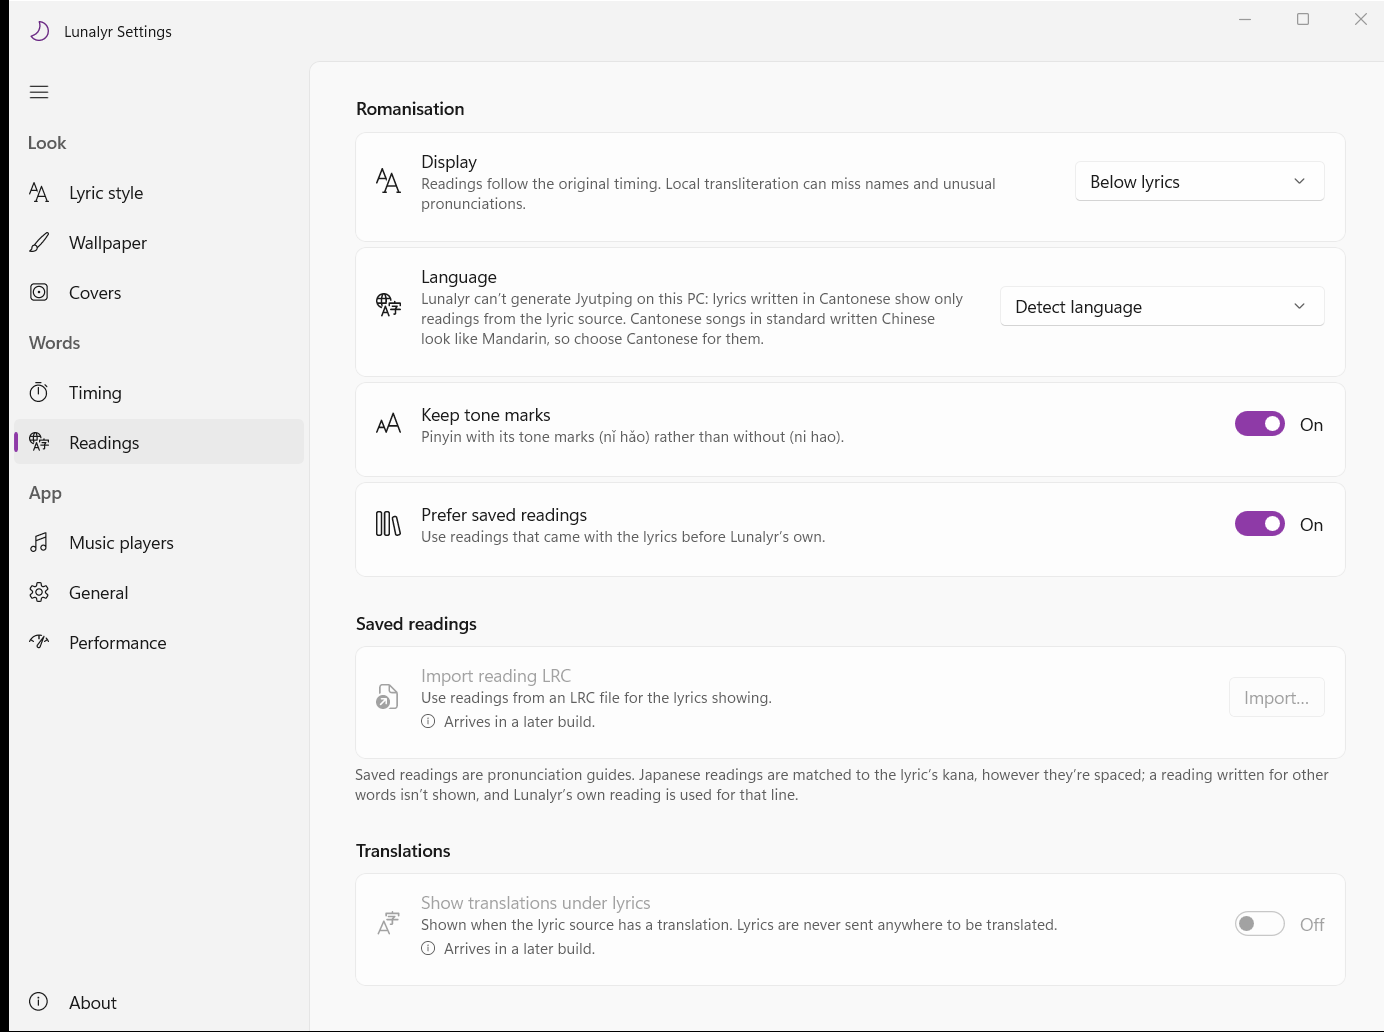 Lunalyr Settings
Look
Lyric style
Wallpaper
Covers
Words
Timing
Readings
App
Music players
General
Performance
About
Romanisation
Display
Readings follow the original timing. Local transliteration can miss names and unusual
pronunciations.
Below lyrics
Language
Lunalyr can’t generate Jyutping on this PC: lyrics written in Cantonese show only
readings from the lyric source. Cantonese songs in standard written Chinese
look like Mandarin, so choose Cantonese for them.
Detect language
Keep tone marks
Pinyin with its tone marks (nǐ hǎo) rather than without (ni hao).
On
Prefer saved readings
Use readings that came with the lyrics before Lunalyr’s own.
On
Saved readings
Import reading LRC
Use readings from an LRC file for the lyrics showing.
Arrives in a later build.
Import...
Saved readings are pronunciation guides. Japanese readings are matched to the lyric’s kana, however they’re spaced; a reading written for other
words isn’t shown, and Lunalyr’s own reading is used for that line.
Translations
Show translations under lyrics
Shown when the lyric source has a translation. Lyrics are never sent anywhere to be translated.
Arrives in a later build.
Off